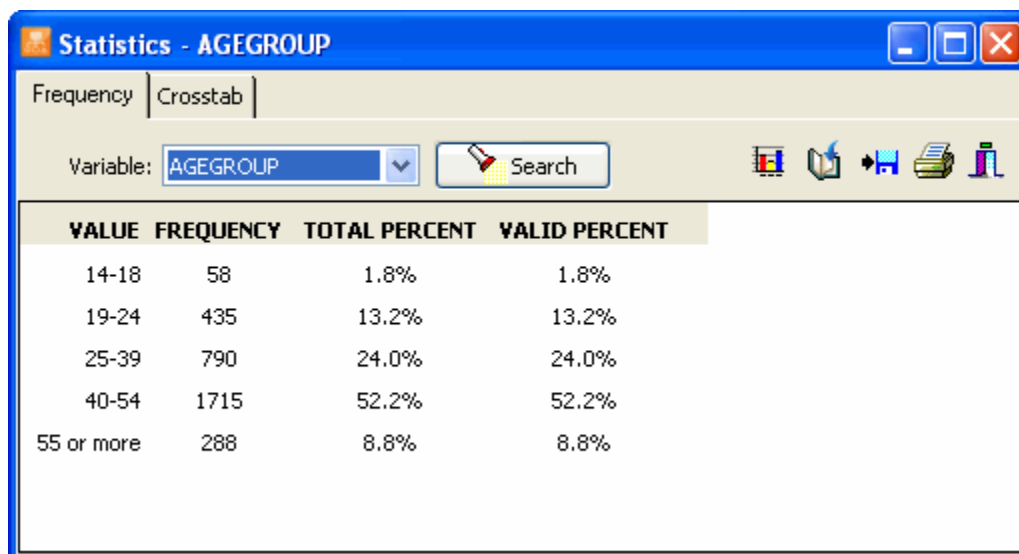 Statistics - AGEGROUP
Frequency Crosstab
Variable: AGEGROUP Search
VALUE FREQUENCY TOTAL PERCENT VALID PERCENT
14-18 58 1.8% 1.8%
19-24 435 13.2% 13.2%
25-39 790 24.0% 24.0%
40-54 1715 52.2% 52.2%
55 or more 288 8.8% 8.8%